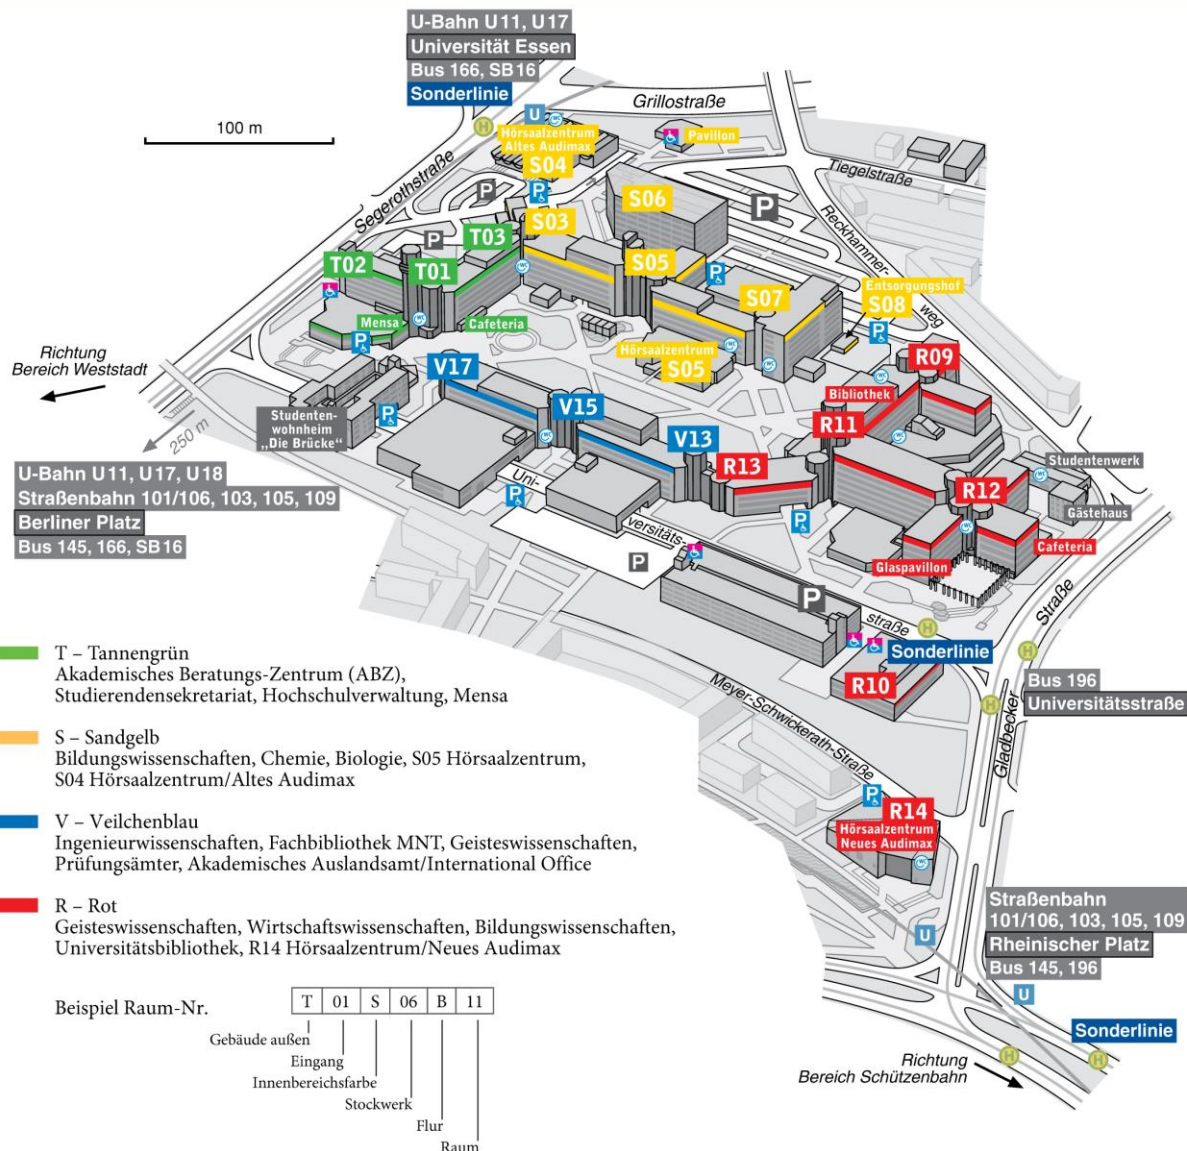 U-Bahn U11, U17
Universität Essen
Bus 166, SB16
Sonderlinie
100 m
Grillostraße
U
H
Hörsaalzentrum
Altes Audimax
S04
Pavillon
Segerothstraße
Tiegelstraße
Reckhammer-
weg
P
P
P
P
S06
S03
T03
P
T02
T01
S05
P
S07
Entsorgungshof
S08
P
Mensa
Cafeteria
P
Hörsaalzentrum
S05
R09
Richtung
Bereich Weststadt
V17
Bibliothek
V15
R11
Studenten-
wohnheim
„Die Brücke“
P
250 m
V13
R13
Studentenwerk
U-Bahn U11, U17, U18
Straßenbahn 101/106, 103, 105, 109
Berliner Platz
Bus 145, 166, SB16
Uni-
versitäts-
straße
P
P
R12
Gästehaus
Cafeteria
Glaspavillon
P
P
H
Sonderlinie
Straße
Gladbecker
H
H
R10
Bus 196
Universitätsstraße
Meyer-Schwickerath-Straße
T – Tannengrün
Akademisches Beratungs-Zentrum (ABZ),
Studierendensekretariat, Hochschulverwaltung, Mensa
S – Sandgelb
Bildungswissenschaften, Chemie, Biologie, S05 Hörsaalzentrum,
S04 Hörsaalzentrum/Altes Audimax
V – Veilchenblau
Ingenieurwissenschaften, Fachbibliothek MNT, Geisteswissenschaften,
Prüfungsämter, Akademisches Auslandsamt/International Office
R – Rot
Geisteswissenschaften, Wirtschaftswissenschaften, Bildungswissenschaften,
Universitätsbibliothek, R14 Hörsaalzentrum/Neues Audimax
P
R14
Hörsaalzentrum
Neues Audimax
Straßenbahn
101/106, 103, 105, 109
Rheinischer Platz
Bus 145, 196
U
U
Sonderlinie
H
H
Richtung
Bereich Schützenbahn
Beispiel Raum-Nr.
T 01 S 06 B 11
Gebäude außen
Eingang
Innenbereichsfarbe
Stockwerk
Flur
Raum